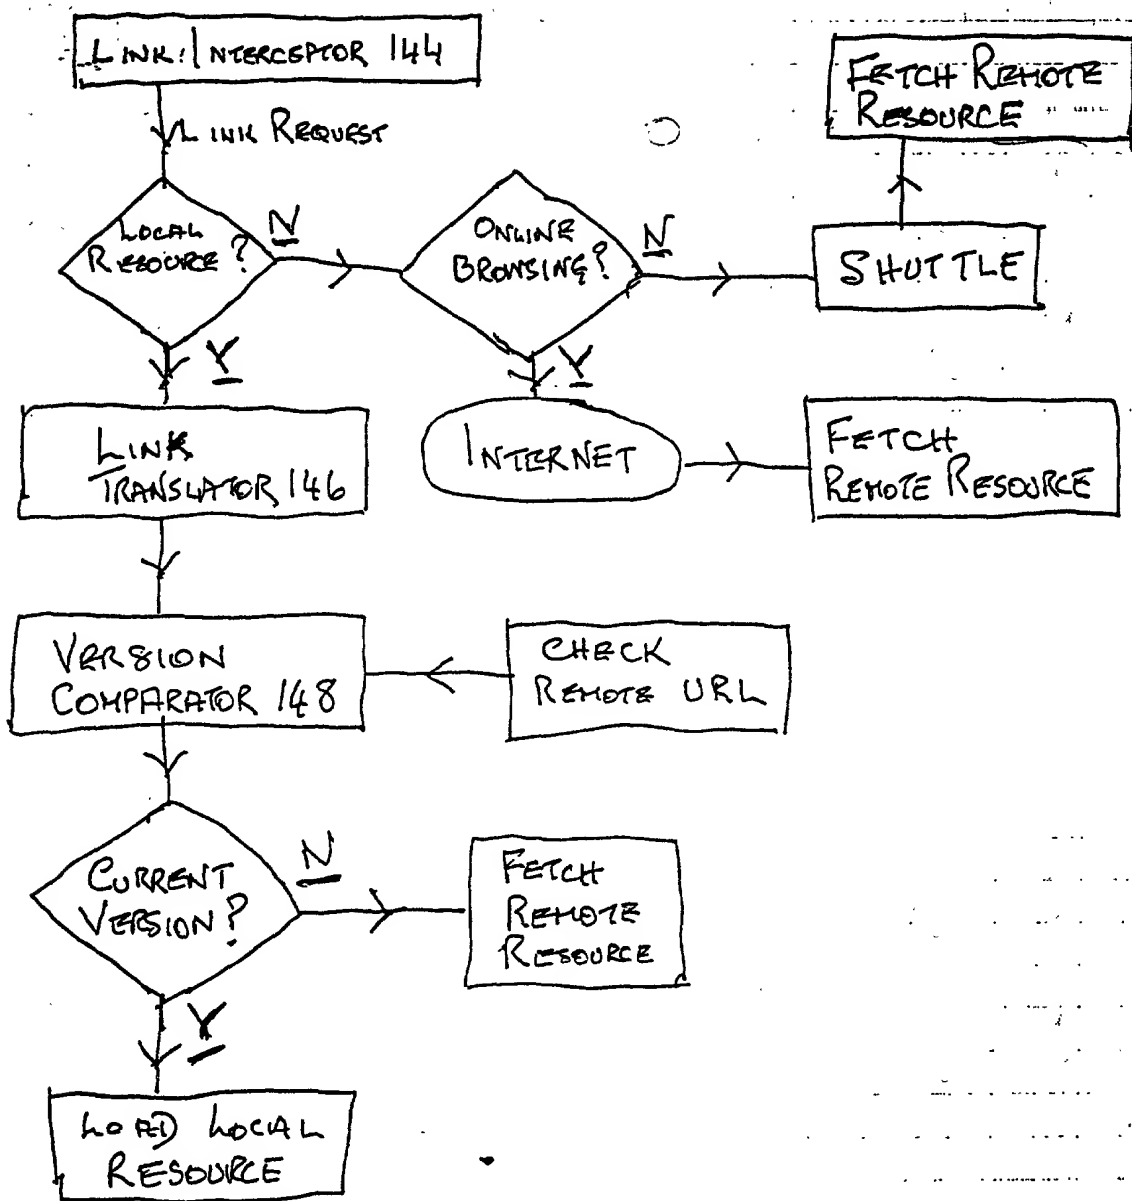 LINK INTERCEPTOR 144
FETCH REMOTE
RESOURCE
LINK REQUEST
LOCAL
RESOURCE?
N
ONLINE
BROWSING?
N
SHUTTLE
Y
Y
LINK
TRANSLATOR 146
INTERNET
FETCH
REMOTE RESOURCE
VERSION
COMPARATOR 148
CHECK
REMOTE URL
CURRENT
VERSION?
N
FETCH
REMOTE
RESOURCE
Y
LOAD LOCAL
RESOURCE